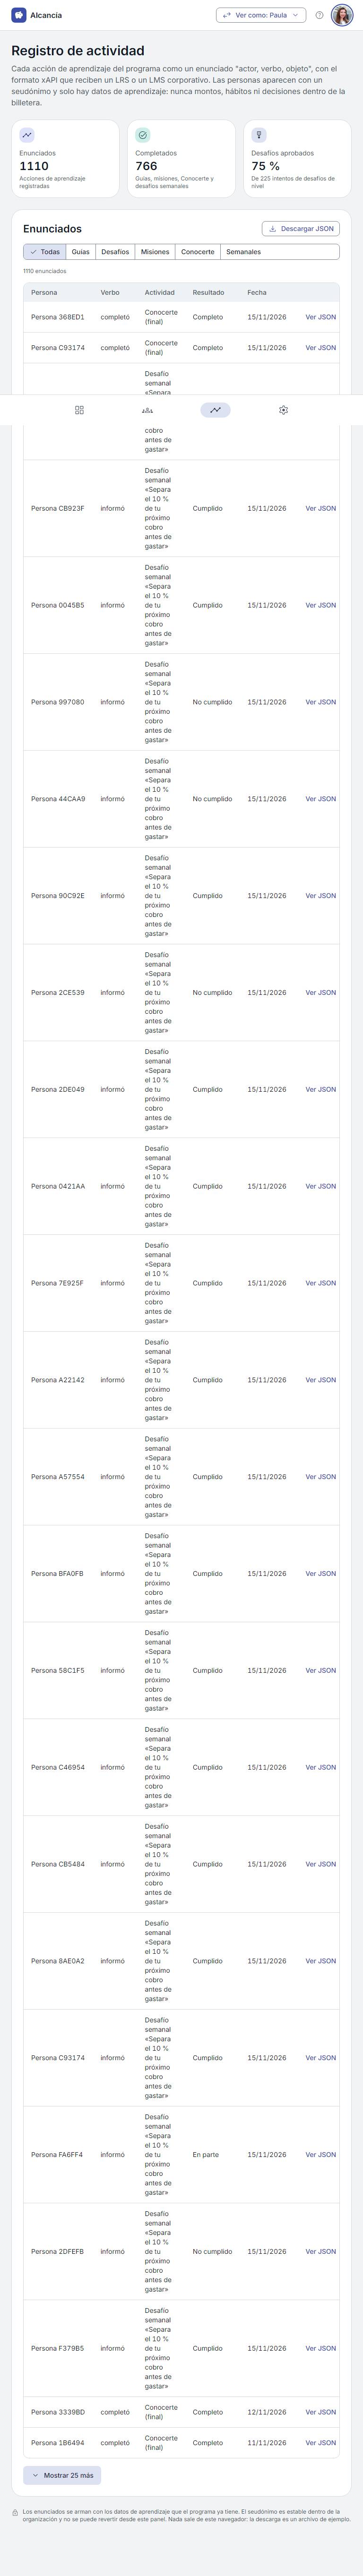 Alcancía
Ver como: Paula
Registro de actividad
Cada acción de aprendizaje del programa como un enunciado "actor, verbo, objeto", con el
formato xAPI que reciben un LRS o un LMS corporativo. Las personas aparecen con un
seudónimo y solo hay datos de aprendizaje: nunca montos, hábitos ni decisiones dentro de la
billetera.
Enunciados
1110
Acciones de aprendizaje
registradas
Completados
766
Guías, misiones, Conocerte y
desafíos semanales
Desafíos aprobados
75 %
De 225 intentos de desafíos de
nivel
Enunciados
Descargar JSON
Todas Guías Desafíos Misiones Conocerte Semanales
1110 enunciados
Persona Verbo Actividad Resultado Fecha
Persona 368ED1 completó Conocerte Completo 15/11/2026 Ver JSON
(final)
Persona C93174 completó Conocerte Completo 15/11/2026 Ver JSON
(final)
Desafío
semanal
«Separa
cobro
antes de
gastar»
Desafío
semanal
«Separa
el 10 %
Persona CB923F informó de tu Cumplido 15/11/2026 Ver JSON
próximo
cobro
antes de
gastar»
Desafío
semanal
«Separa
el 10 %
Persona 0045B5 informó de tu Cumplido 15/11/2026 Ver JSON
próximo
cobro
antes de
gastar»
Desafío
semanal
«Separa
el 10 %
Persona 997080 informó de tu No cumplido 15/11/2026 Ver JSON
próximo
cobro
antes de
gastar»
Desafío
semanal
«Separa
el 10 %
Persona 44CAA9 informó de tu No cumplido 15/11/2026 Ver JSON
próximo
cobro
antes de
gastar»
Desafío
semanal
«Separa
el 10 %
Persona 90C92E informó de tu Cumplido 15/11/2026 Ver JSON
próximo
cobro
antes de
gastar»
Desafío
semanal
«Separa
el 10 %
Persona 2CE539 informó de tu No cumplido 15/11/2026 Ver JSON
próximo
cobro
antes de
gastar»
Desafío
semanal
«Separa
el 10 %
Persona 2DE049 informó de tu Cumplido 15/11/2026 Ver JSON
próximo
cobro
antes de
gastar»
Desafío
semanal
«Separa
el 10 %
Persona 0421AA informó de tu Cumplido 15/11/2026 Ver JSON
próximo
cobro
antes de
gastar»
Desafío
semanal
«Separa
el 10 %
Persona 7E925F informó de tu Cumplido 15/11/2026 Ver JSON
próximo
cobro
antes de
gastar»
Desafío
semanal
«Separa
el 10 %
Persona A22142 informó de tu Cumplido 15/11/2026 Ver JSON
próximo
cobro
antes de
gastar»
Desafío
semanal
«Separa
el 10 %
Persona A57554 informó de tu Cumplido 15/11/2026 Ver JSON
próximo
cobro
antes de
gastar»
Desafío
semanal
«Separa
el 10 %
Persona BFA0FB informó de tu Cumplido 15/11/2026 Ver JSON
próximo
cobro
antes de
gastar»
Desafío
semanal
«Separa
el 10 %
Persona 58C1F5 informó de tu Cumplido 15/11/2026 Ver JSON
próximo
cobro
antes de
gastar»
Desafío
semanal
«Separa
el 10 %
Persona C46954 informó de tu Cumplido 15/11/2026 Ver JSON
próximo
cobro
antes de
gastar»
Desafío
semanal
«Separa
el 10 %
Persona CB5484 informó de tu Cumplido 15/11/2026 Ver JSON
próximo
cobro
antes de
gastar»
Desafío
semanal
«Separa
el 10 %
Persona 8AE0A2 informó de tu Cumplido 15/11/2026 Ver JSON
próximo
cobro
antes de
gastar»
Desafío
semanal
«Separa
el 10 %
Persona C93174 informó de tu Cumplido 15/11/2026 Ver JSON
próximo
cobro
antes de
gastar»
Desafío
semanal
«Separa
el 10 %
Persona FA6FF4 informó de tu En parte 15/11/2026 Ver JSON
próximo
cobro
antes de
gastar»
Desafío
semanal
«Separa
el 10 %
Persona 2DFEFB informó de tu No cumplido 15/11/2026 Ver JSON
próximo
cobro
antes de
gastar»
Desafío
semanal
«Separa
el 10 %
Persona F379B5 informó de tu Cumplido 15/11/2026 Ver JSON
próximo
cobro
antes de
gastar»
Persona 3339BD completó Conocerte Completo 12/11/2026 Ver JSON
(final)
Persona 1B6494 completó Conocerte Completo 11/11/2026 Ver JSON
(final)
Mostrar 25 más
Los enunciados se arman con los datos de aprendizaje que el programa ya tiene. El seudónimo es estable dentro de la
organización y no se puede revertir desde este panel. Nada sale de este navegador: la descarga es un archivo de ejemplo.